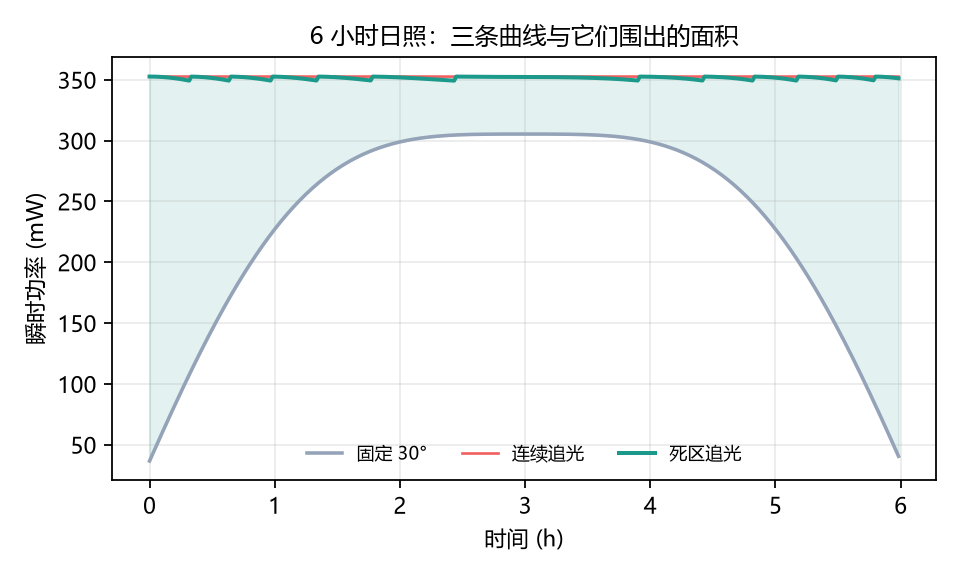 6 小时日照：三条曲线与它们围出的面积
瞬时功率 (mW)
350
300
250
200
150
100
50
固定 30°
连续追光
死区追光
0 1 2 3 4 5 6
时间 (h)